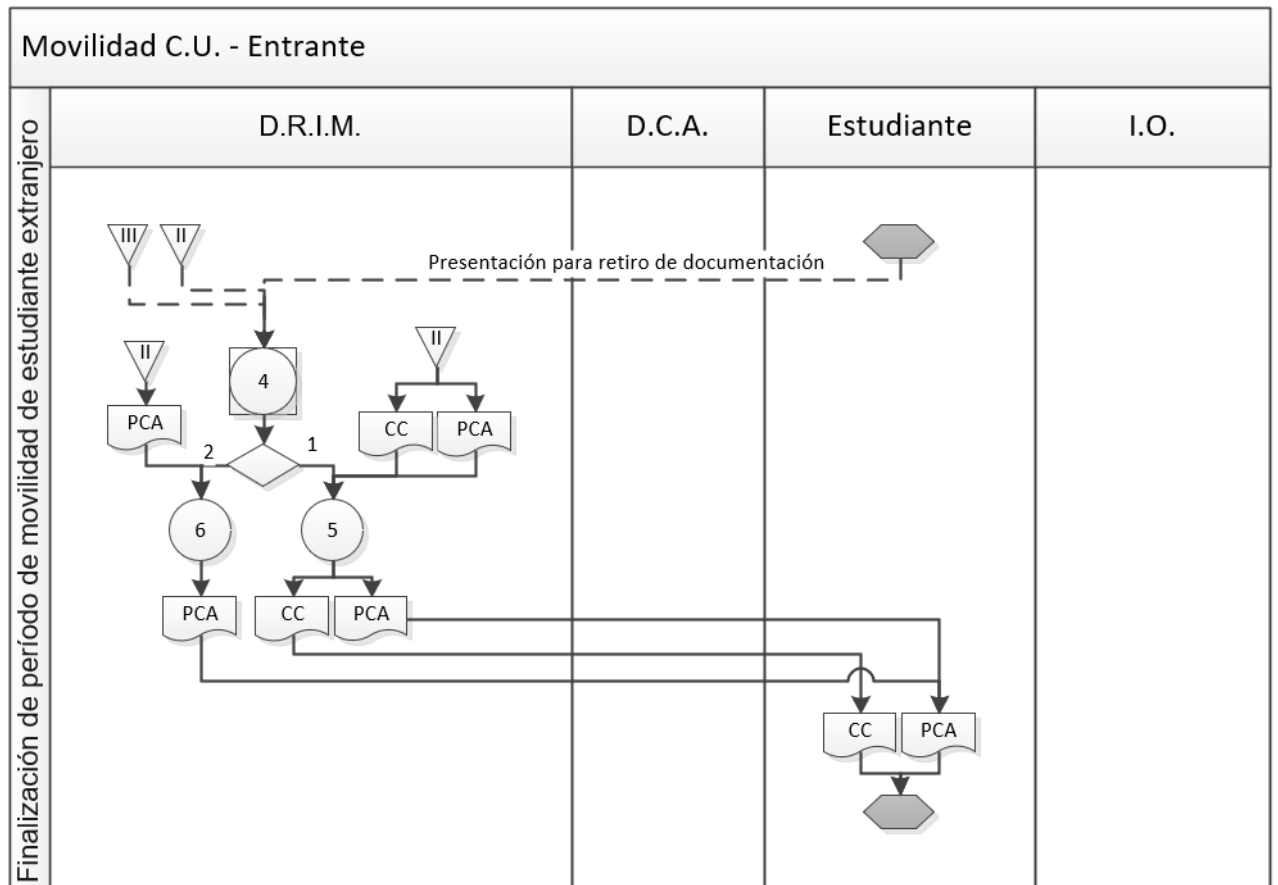 Movilidad C.U. - Entrante
Finalización de período de movilidad de estudiante extranjero
D.R.I.M.
D.C.A.
Estudiante
I.O.
III
II
Presentación para retiro de documentación
II
II
4
PCA
CC
PCA
2
1
6
5
PCA
CC
PCA
CC
PCA